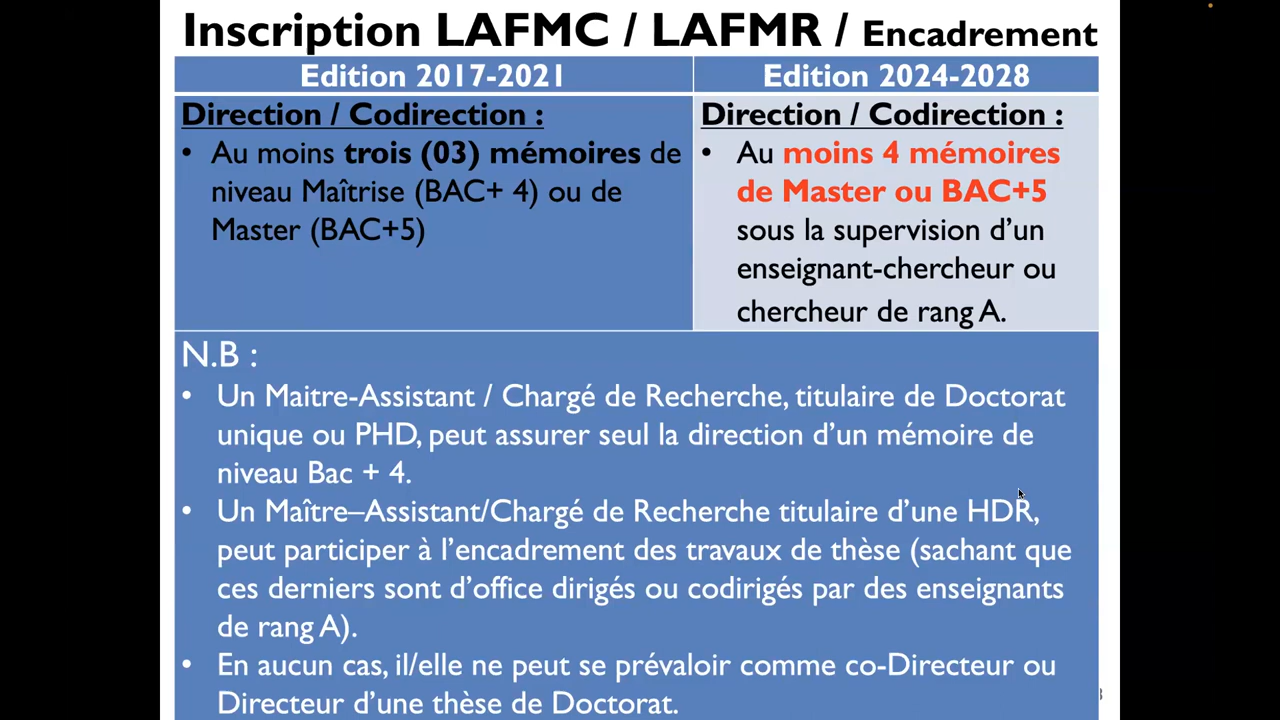 Inscription LAFMC / LAFMR / Encadrement
Edition 2017-2021
Edition 2024-2028
Direction / Codirection :
• Au moins trois (03) mémoires de
niveau Maîtrise (BAC+ 4) ou de
Master (BAC+5)
Direction / Codirection :
• Au moins 4 mémoires
de Master ou BAC+5
sous la supervision d’un
enseignant-chercheur ou
chercheur de rang A.
N.B :
• Un Maitre-Assistant / Chargé de Recherche, titulaire de Doctorat
unique ou PHD, peut assurer seul la direction d’un mémoire de
niveau Bac + 4.
• Un Maître–Assistant/Chargé de Recherche titulaire d’une HDR,
peut participer à l’encadrement des travaux de thèse (sachant que
ces derniers sont d’office dirigés ou codirigés par des enseignants
de rang A).
• En aucun cas, il/elle ne peut se prévaloir comme co-Directeur ou
Directeur d’une thèse de Doctorat.